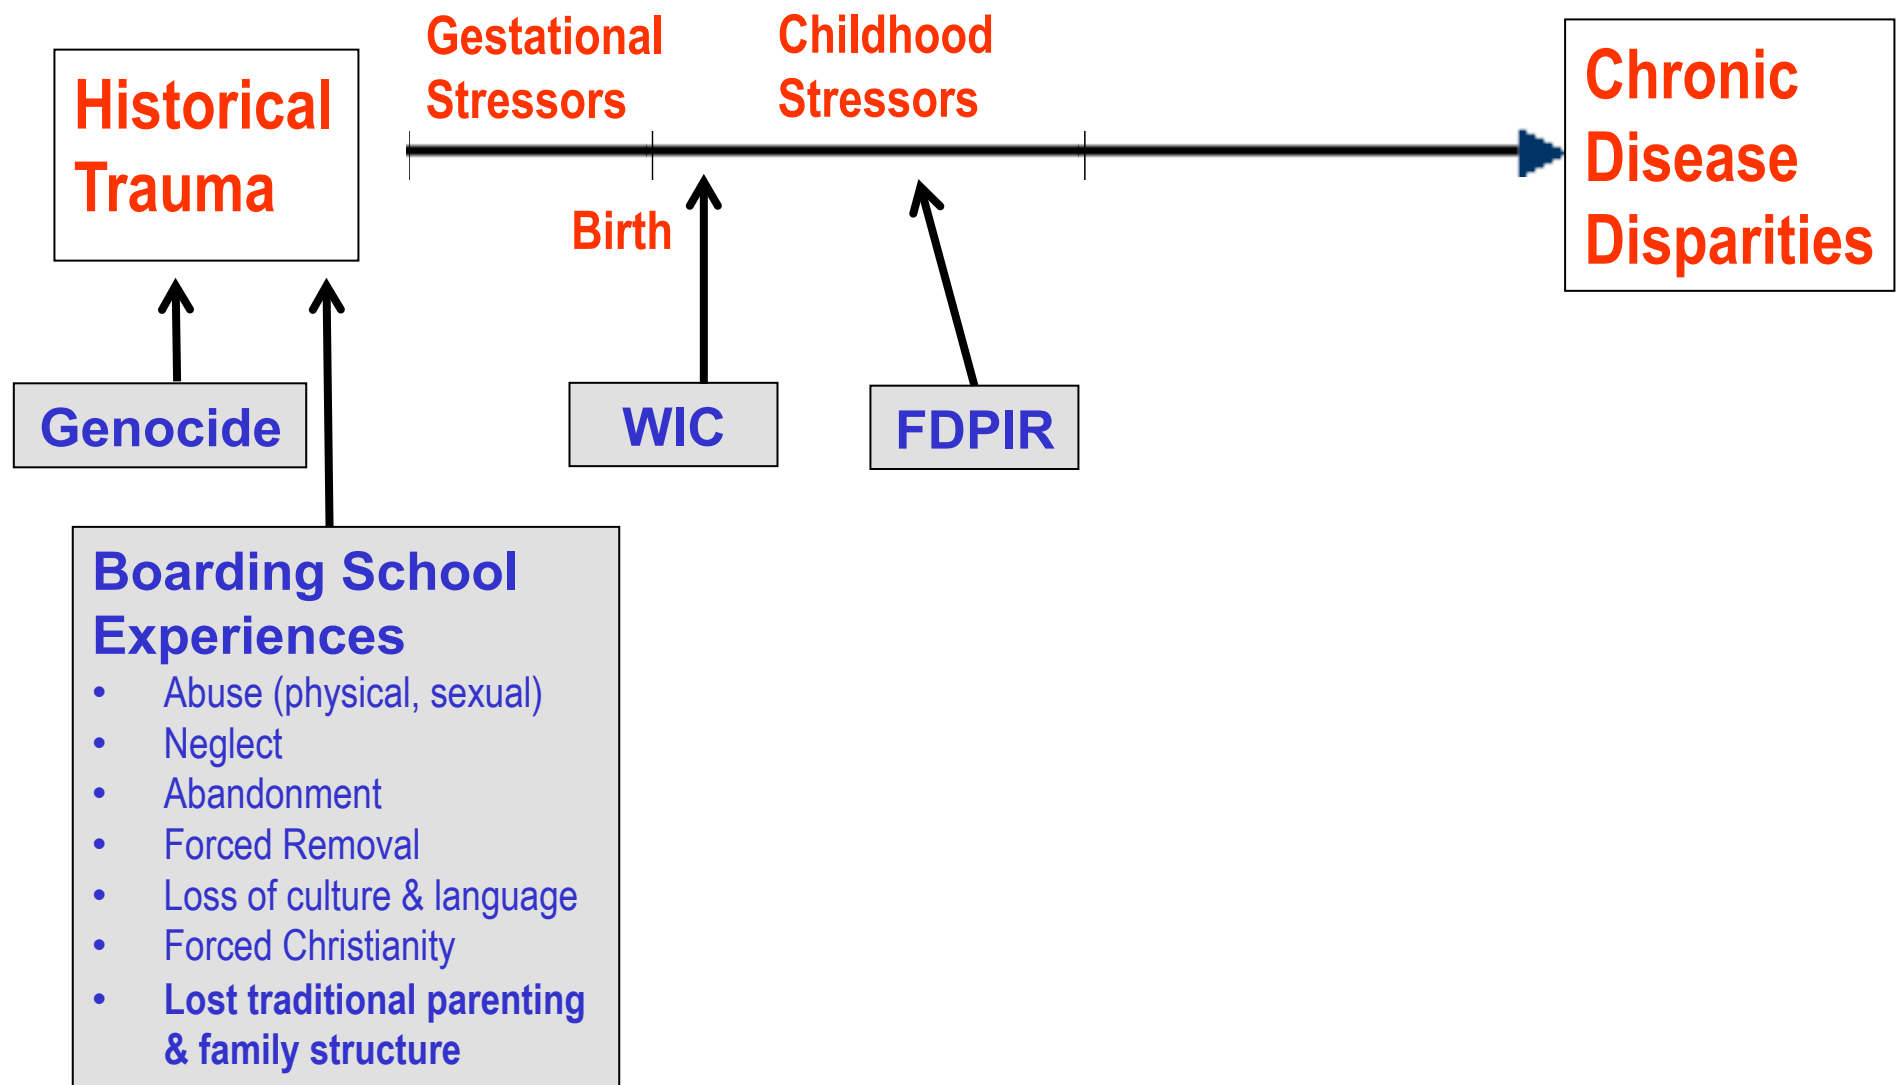 Historical
Trauma
Gestational
Stressors
Childhood
Stressors
Birth
Chronic
Disease
Disparities
Genocide
WIC
FDPIR
Boarding School
Experiences
• Abuse (physical, sexual)
• Neglect
• Abandonment
• Forced Removal
• Loss of culture & language
• Forced Christianity
• Lost traditional parenting
& family structure